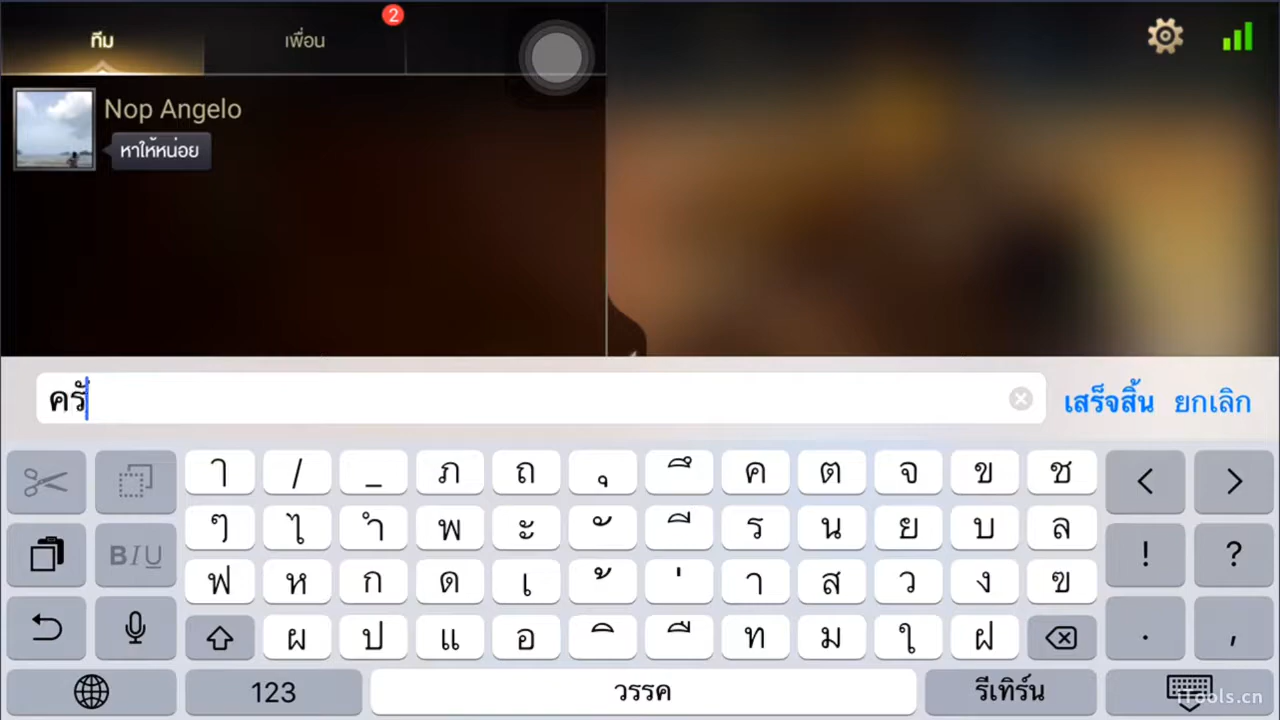 ทีม
เพื่อน
2
Nop Angelo
หาให้หน่อย
ครั
เสร็จสิ้น
ยกเลิก
า / _ ภ ถ ุ ึ ค ต จ ข ช
ๆ ไ ำ พ ะ ั ี ร น ย บ ล ! ?
BIU ฟ ห ก ด เ ้ ่ า ส ว ง ฃ
ผ ป แ อ ิ ื ท ม ใ ฝ . ,
123 วรรค รีเทิร์น
iTools.cn